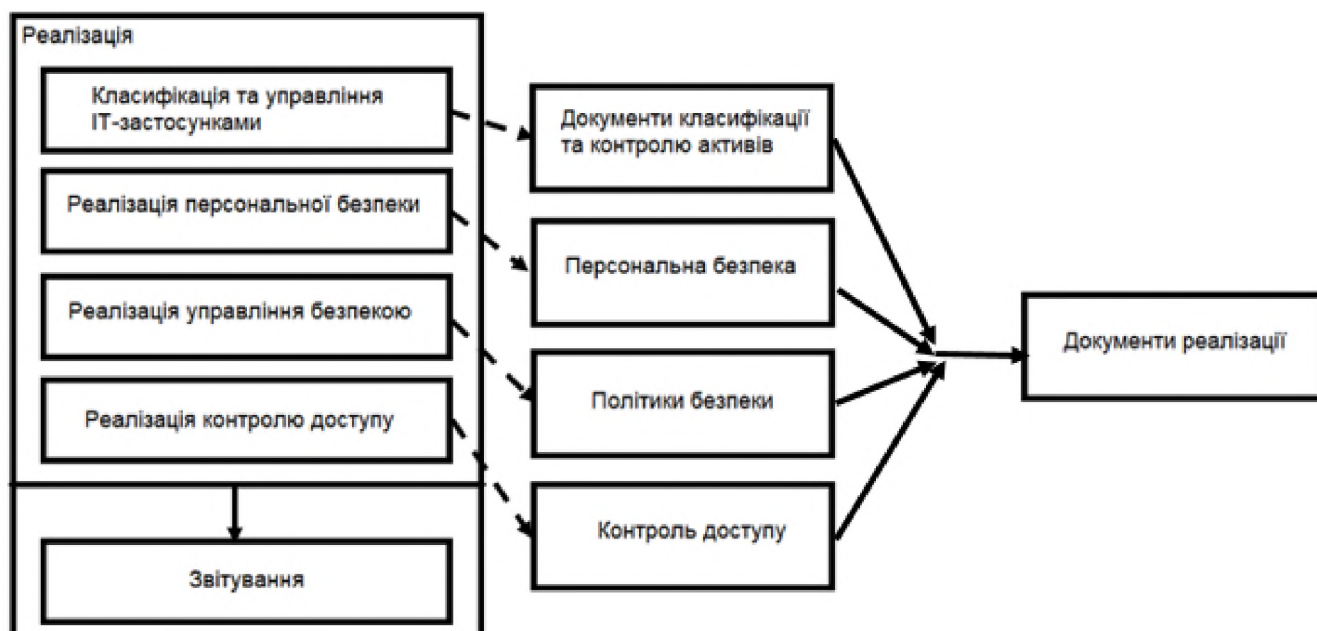 Реалізація
Класифікація та управління
ІТ-застосунками
Реалізація персональної безпеки
Реалізація управління безпекою
Реалізація контролю доступу
Звітування
Документи класифікації
та контролю активів
Персональна безпека
Політики безпеки
Контроль доступу
Документи реалізації